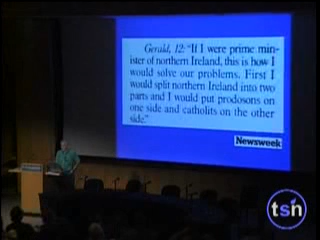 Gerald, 12: "If I were prime min-
ister of northern Ireland, this is how I
would solve our problems. First I
would split northern Ireland into two
parts and I would put prodosons on
one side and catholits on the other
side."
Newsweek
tsn